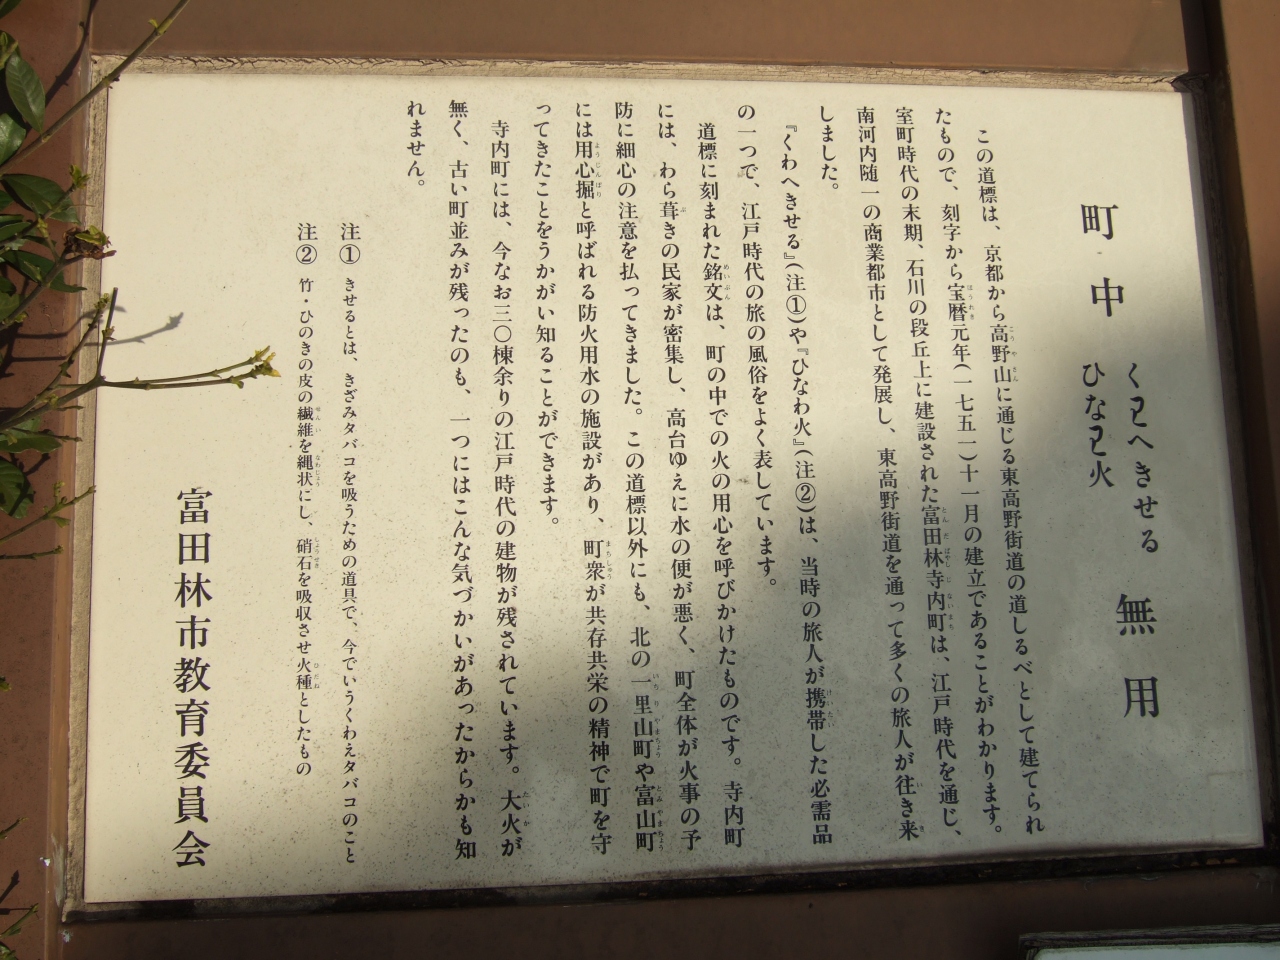 町中 くわへきせる ひなわ火 無用
この道標は、京都から高野山に通じる東高野街道の道しるべとして建てられ
たもので、刻字から宝暦元年(一七五一)十一月の建立であることがわかります。
室町時代の末期、石川の段丘上に建設された富田林寺内町は、江戸時代を通じ、
南河内随一の商業都市として発展し、東高野街道を通って多くの旅人が往き来
しました。
『くわへきせる』(注①)や『ひなわ火』(注②)は、当時の旅人が携帯した必需品
の一つで、江戸時代の旅の風俗をよく表しています。
道標に刻まれた銘文は、町の中での火の用心を呼びかけたものです。寺内町
には、わら葺きの民家が密集し、高台ゆえに水の便が悪く、町全体が火事の予
防に細心の注意を払ってきました。この道標以外にも、北の一里山町や富山町
には用心掘と呼ばれる防火用水の施設があり、町衆が共存共栄の精神で町を守
ってきたことをうかがい知ることができます。
寺内町には、今なお三〇棟余りの江戸時代の建物が残されています。大火が
無く、古い町並みが残ったのも、一つにはこんな気づかいがあったからかも知
れません。
注① きせるとは、きざみタバコを吸うための道具で、今でいうくわえタバコのこと
注② 竹・ひのきの皮の繊維を縄状にし、硝石を吸収させ火種としたもの
富田林市教育委員会